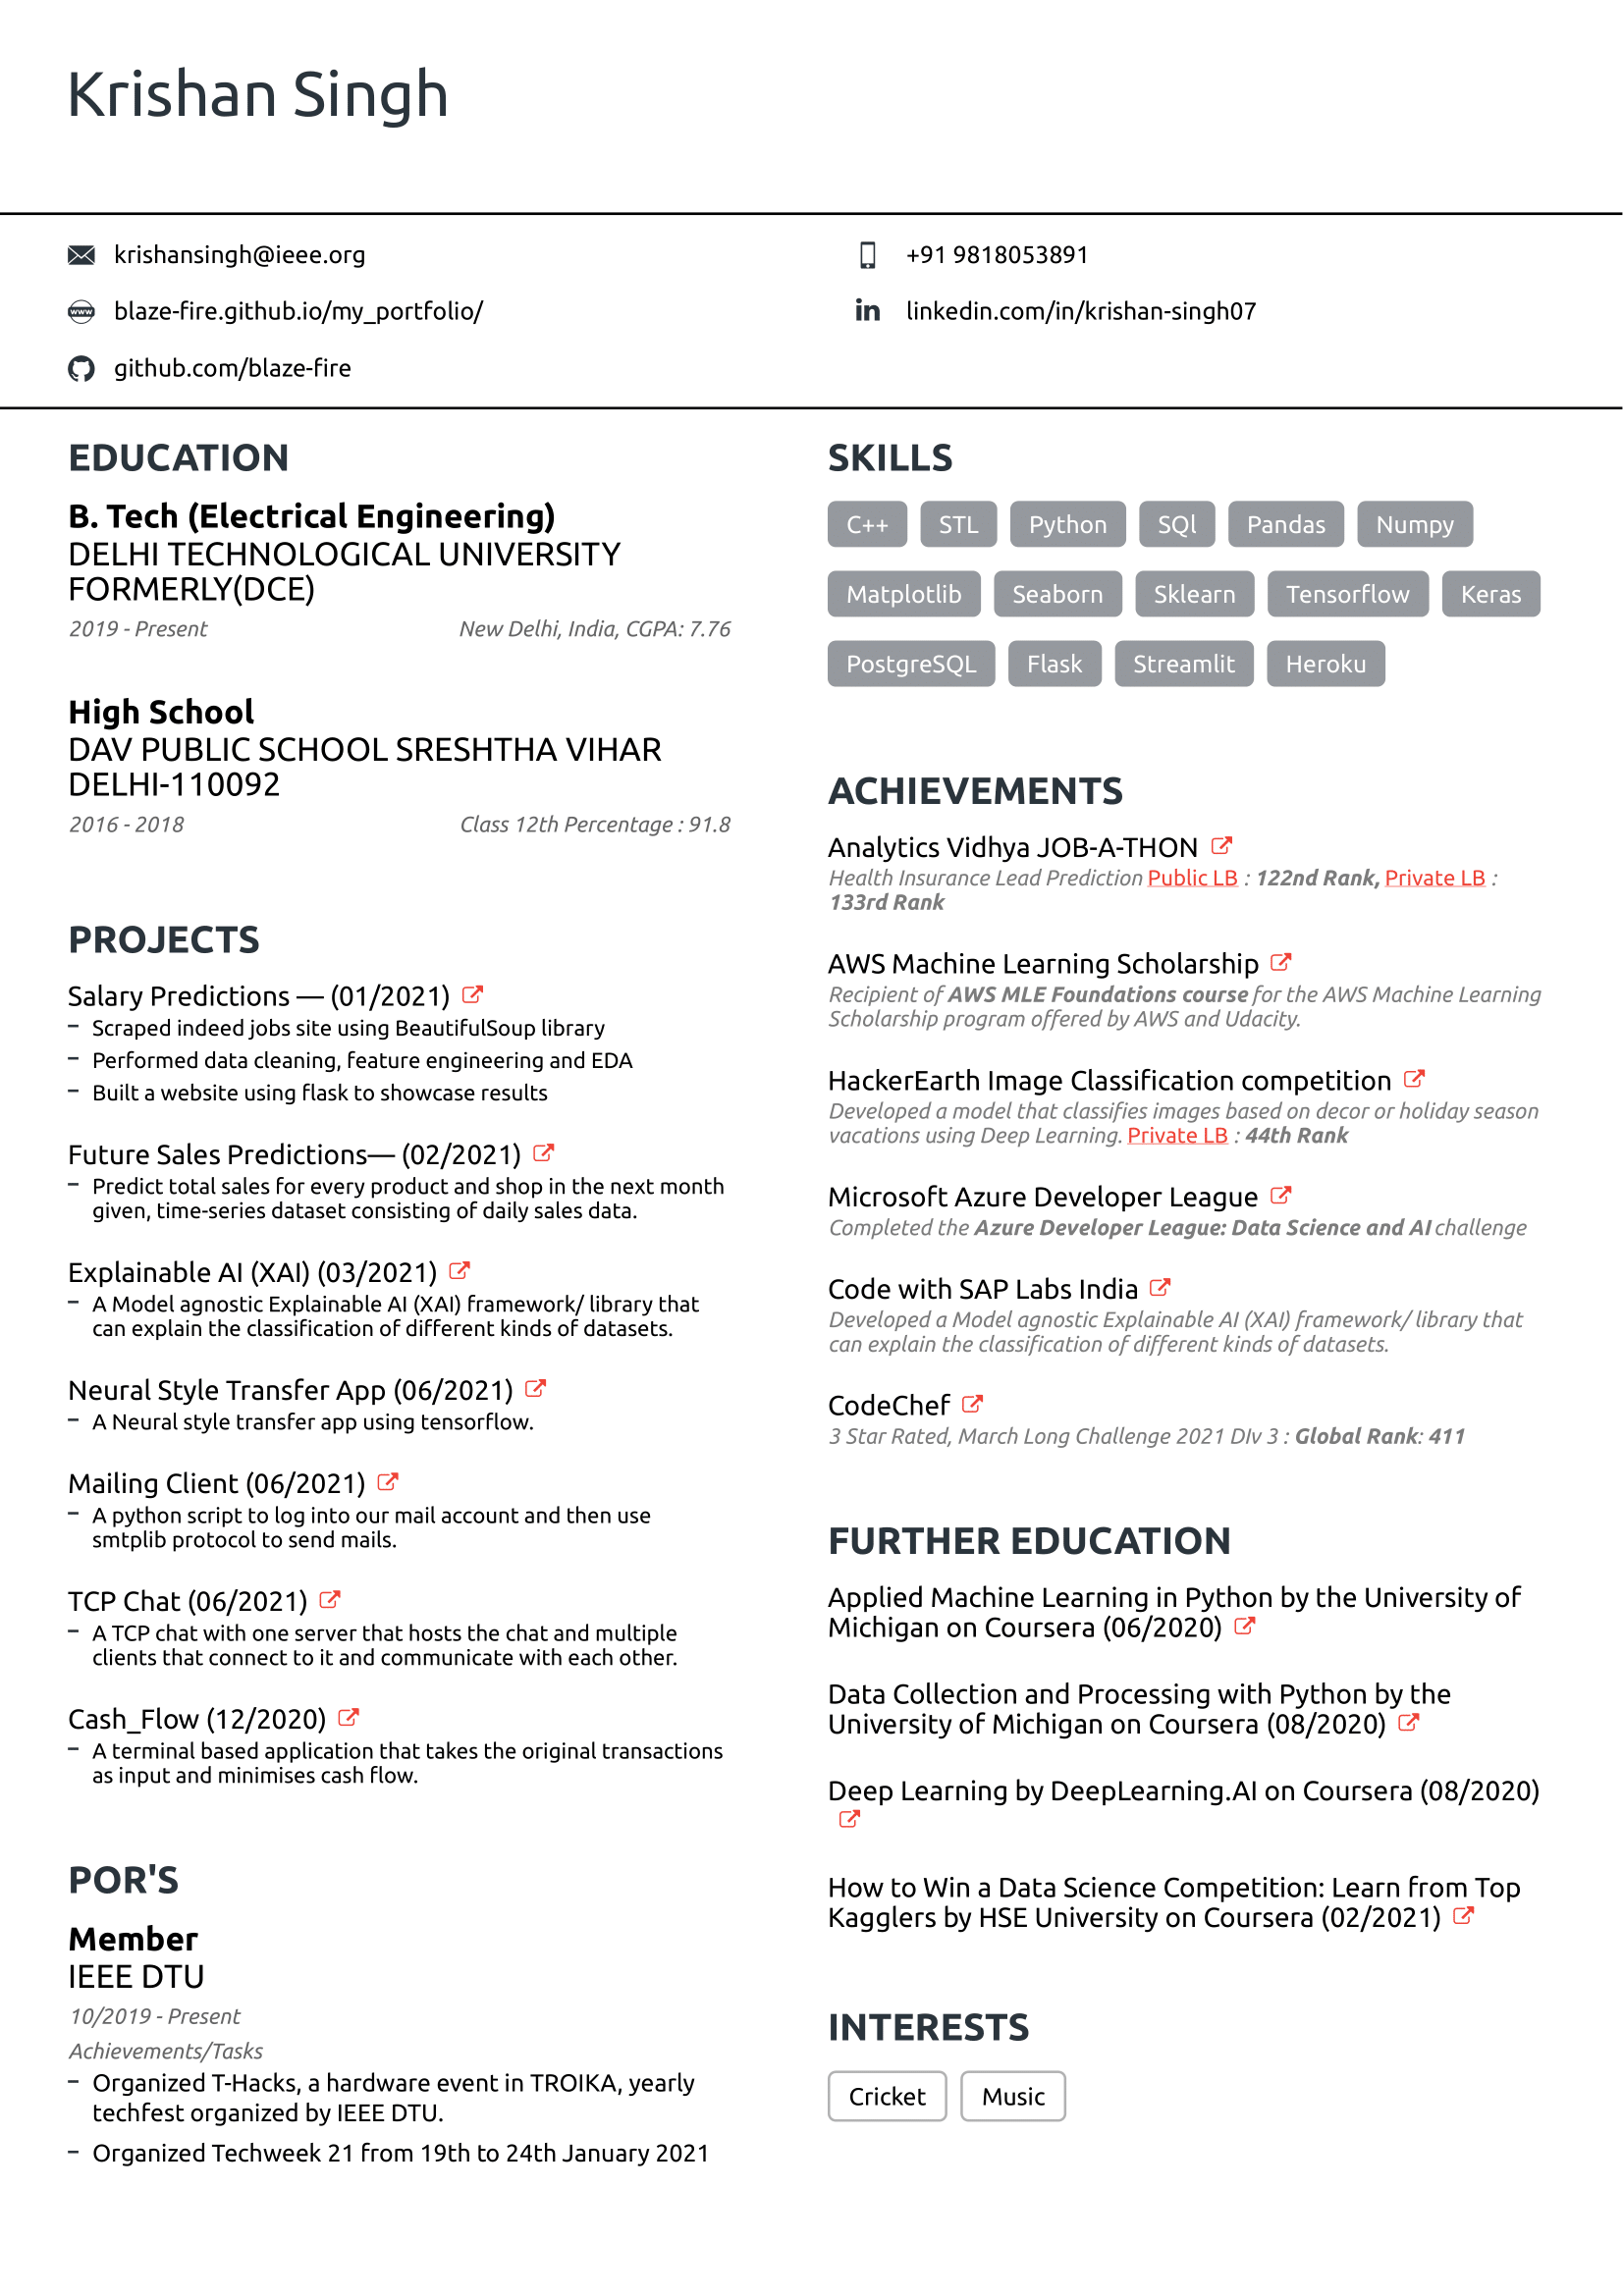 Krishan Singh
krishansingh@ieee.org
+91 9818053891
blaze-fire.github.io/my_portfolio/
linkedin.com/in/krishan-singh07
github.com/blaze-fire
EDUCATION
B. Tech (Electrical Engineering)
DELHI TECHNOLOGICAL UNIVERSITY
FORMERLY(DCE)
2019 - Present
New Delhi, India, CGPA: 7.76
High School
DAV PUBLIC SCHOOL SRESHTHA VIHAR
DELHI-110092
2016 - 2018
Class 12th Percentage : 91.8
PROJECTS
Salary Predictions — (01/2021)
– Scraped indeed jobs site using BeautifulSoup library
– Performed data cleaning, feature engineering and EDA
– Built a website using flask to showcase results
Future Sales Predictions— (02/2021)
– Predict total sales for every product and shop in the next month
given, time-series dataset consisting of daily sales data.
Explainable AI (XAI) (03/2021)
– A Model agnostic Explainable AI (XAI) framework/ library that
can explain the classification of different kinds of datasets.
Neural Style Transfer App (06/2021)
– A Neural style transfer app using tensorflow.
Mailing Client (06/2021)
– A python script to log into our mail account and then use
smtplib protocol to send mails.
TCP Chat (06/2021)
– A TCP chat with one server that hosts the chat and multiple
clients that connect to it and communicate with each other.
Cash_Flow (12/2020)
– A terminal based application that takes the original transactions
as input and minimises cash flow.
POR'S
Member
IEEE DTU
10/2019 - Present
Achievements/Tasks
– Organized T-Hacks, a hardware event in TROIKA, yearly
techfest organized by IEEE DTU.
– Organized Techweek 21 from 19th to 24th January 2021
SKILLS
C++ STL Python SQl Pandas Numpy
Matplotlib Seaborn Sklearn Tensorflow Keras
PostgreSQL Flask Streamlit Heroku
ACHIEVEMENTS
Analytics Vidhya JOB-A-THON
Health Insurance Lead Prediction Public LB : 122nd Rank, Private LB :
133rd Rank
AWS Machine Learning Scholarship
Recipient of AWS MLE Foundations course for the AWS Machine Learning
Scholarship program offered by AWS and Udacity.
HackerEarth Image Classification competition
Developed a model that classifies images based on decor or holiday season
vacations using Deep Learning. Private LB : 44th Rank
Microsoft Azure Developer League
Completed the Azure Developer League: Data Science and AI challenge
Code with SAP Labs India
Developed a Model agnostic Explainable AI (XAI) framework/ library that
can explain the classification of different kinds of datasets.
CodeChef
3 Star Rated, March Long Challenge 2021 DIv 3 : Global Rank: 411
FURTHER EDUCATION
Applied Machine Learning in Python by the University of
Michigan on Coursera (06/2020)
Data Collection and Processing with Python by the
University of Michigan on Coursera (08/2020)
Deep Learning by DeepLearning.AI on Coursera (08/2020)
How to Win a Data Science Competition: Learn from Top
Kagglers by HSE University on Coursera (02/2021)
INTERESTS
Cricket Music